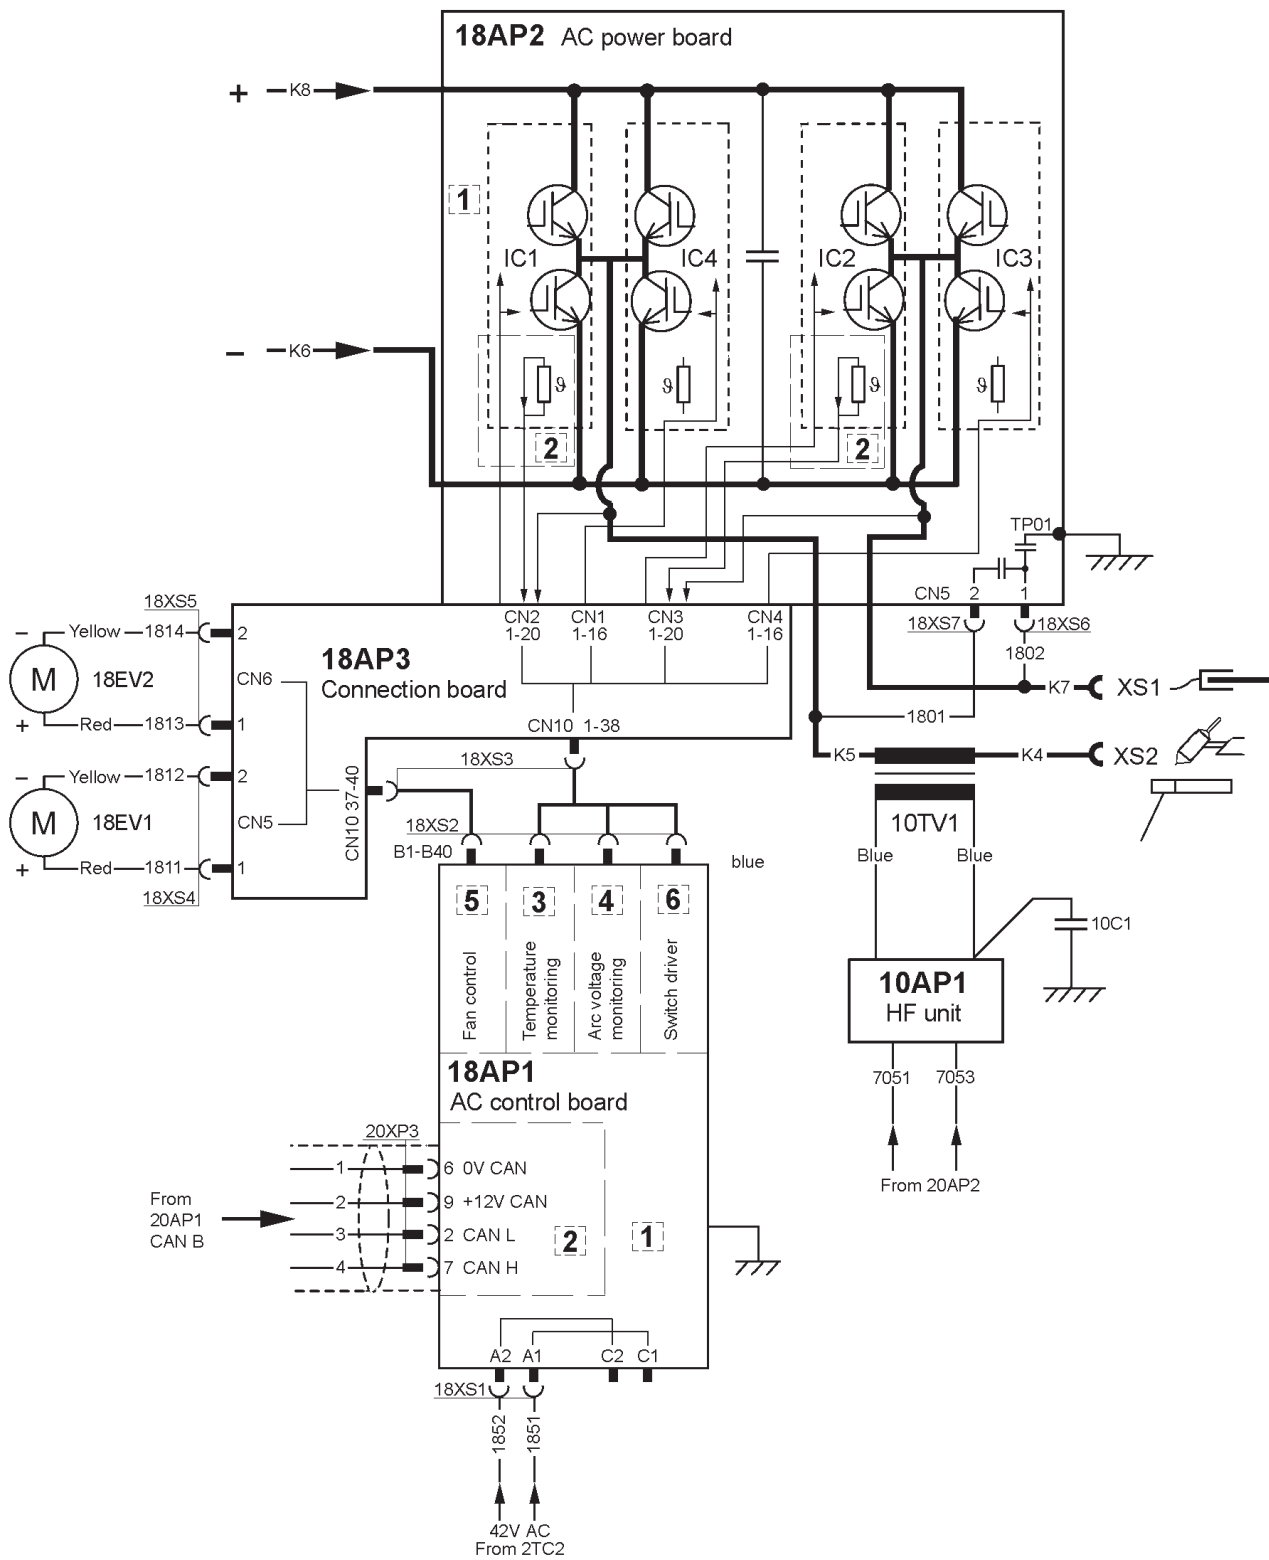 18AP2 AC power board
+ K8
1
IC1
IC4
IC2
IC3
- K6
ϑ
ϑ
ϑ
ϑ
2
2
TP01
CN5 2 1
18XS7
18XS6
1802
18XS5
CN2
1-20
CN1
1-16
CN3
1-20
CN4
1-16
- Yellow 1814 2
18AP3
Connection board
M 18EV2
CN6
+ Red 1813 1
K7 XS1
1801
CN10 1-38
- Yellow 1812 2
18XS3
K5
K4 XS2
M 18EV1
CN5
CN10 37-40
+ Red 1811 1
18XS4
10TV1
18XS2
B1-B40
blue
Blue
Blue
5
3
4
6
Fan control
Temperature
monitoring
Arc voltage
monitoring
Switch driver
10C1
10AP1
HF unit
18AP1
AC control board
7051
7053
From 20AP2
20XP3
1 6 0V CAN
2 9 +12V CAN
3 2 CAN L
4 7 CAN H
From
20AP1
CAN B
2
1
A2 A1 C2 C1
18XS1
1852
1851
42V AC
From 2TC2